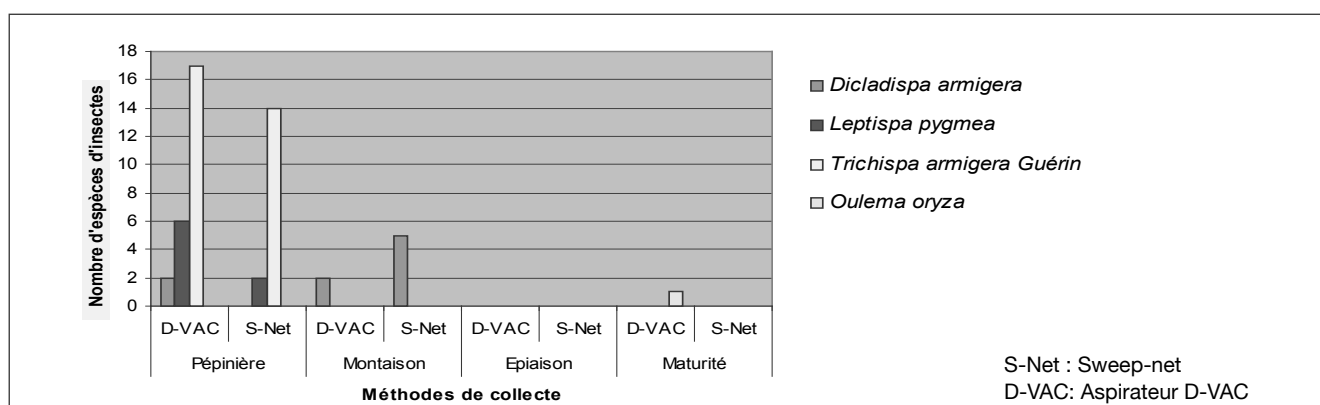 Nombre d'espèces d'insectes
18
16
14
12
10
8
6
4
2
0
D-VAC S-Net D-VAC S-Net D-VAC S-Net D-VAC S-Net
Pépinière Montaison Epiaison Maturité
Méthodes de collecte
Dicladispa armigera
Leptispa pygmea
Trichispa armigera Guérin
Oulema oryza
S-Net : Sweep-net
D-VAC: Aspirateur D-VAC